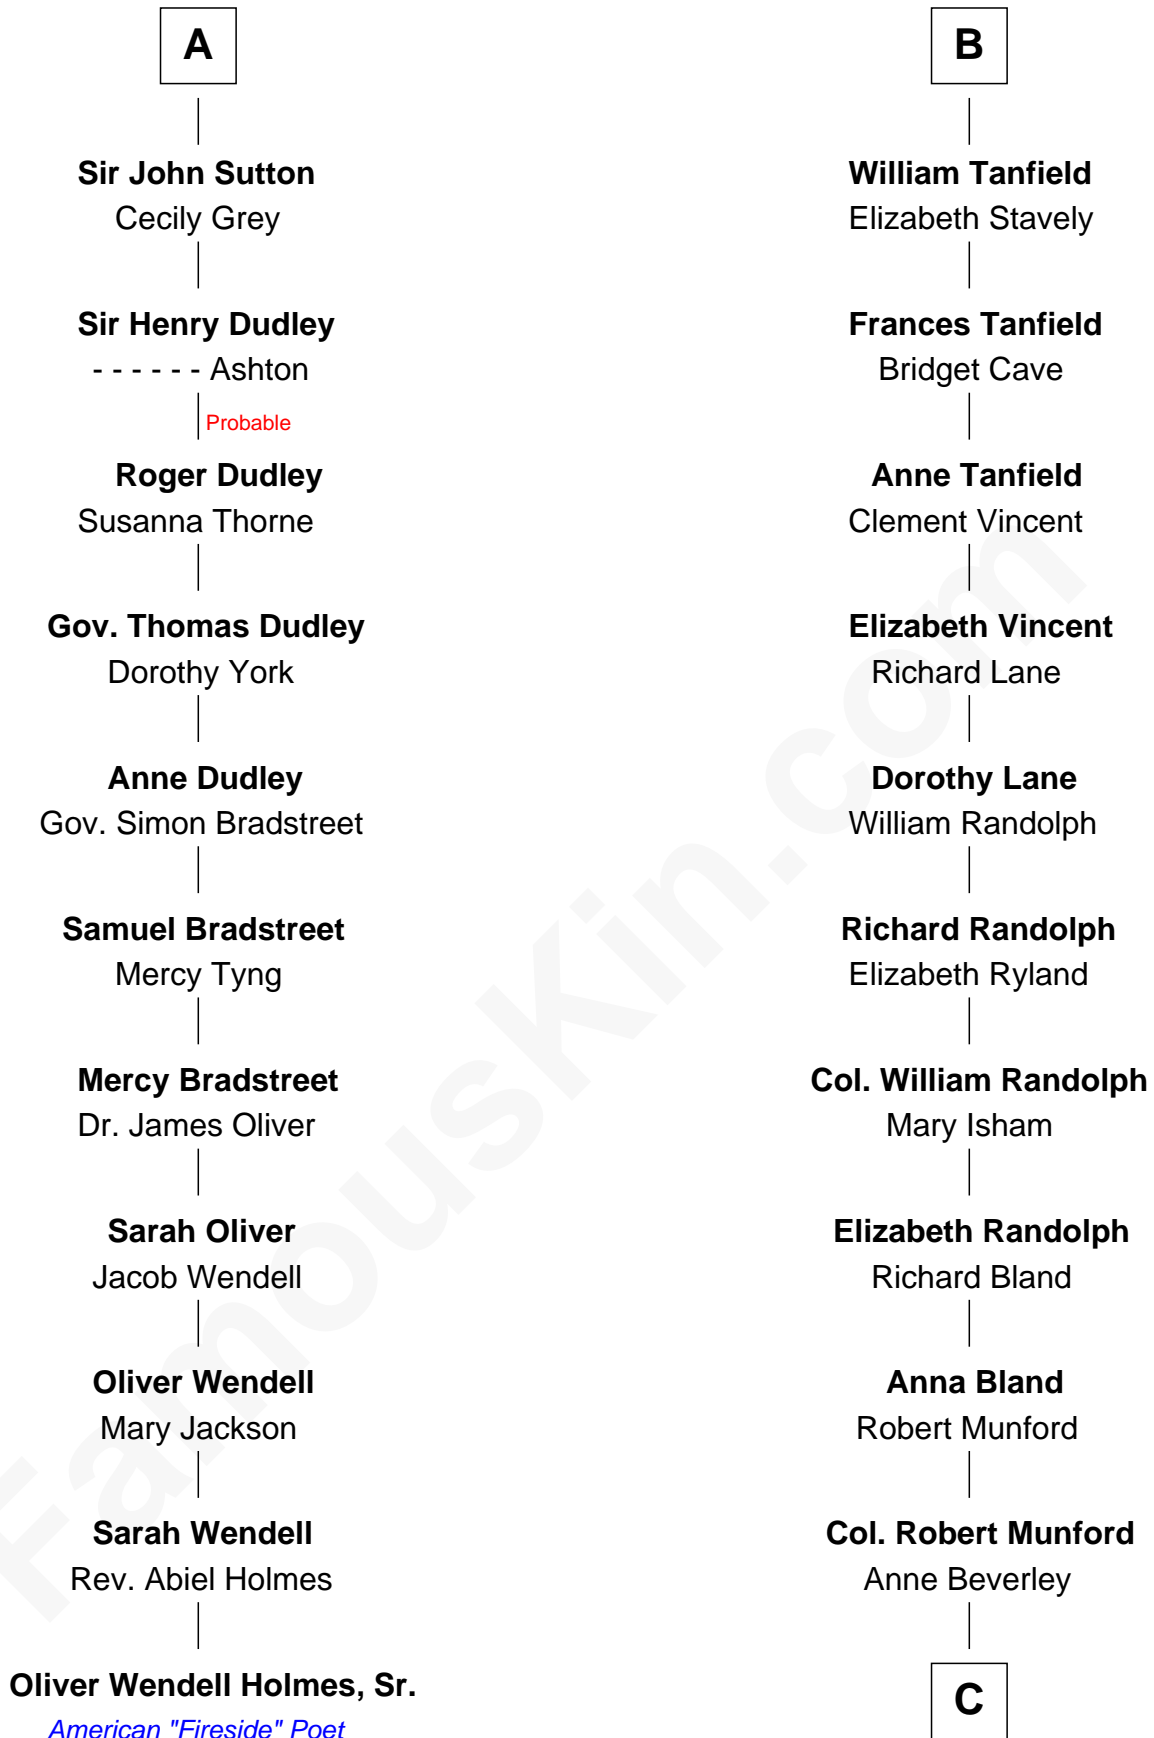 A
Sir John Sutton
Cecily Grey
Sir Henry Dudley
- - - - - - Ashton
Probable
Roger Dudley
Susanna Thorne
Gov. Thomas Dudley
Dorothy York
Anne Dudley
Gov. Simon Bradstreet
Samuel Bradstreet
Mercy Tyng
Mercy Bradstreet
Dr. James Oliver
Sarah Oliver
Jacob Wendell
Oliver Wendell
Mary Jackson
Sarah Wendell
Rev. Abiel Holmes
Oliver Wendell Holmes, Sr.
American "Fireside" Poet
B
William Tanfield
Elizabeth Stavely
Frances Tanfield
Bridget Cave
Anne Tanfield
Clement Vincent
Elizabeth Vincent
Richard Lane
Dorothy Lane
William Randolph
Richard Randolph
Elizabeth Ryland
Col. William Randolph
Mary Isham
Elizabeth Randolph
Richard Bland
Anna Bland
Robert Munford
Col. Robert Munford
Anne Beverley
C
FamousKin.com